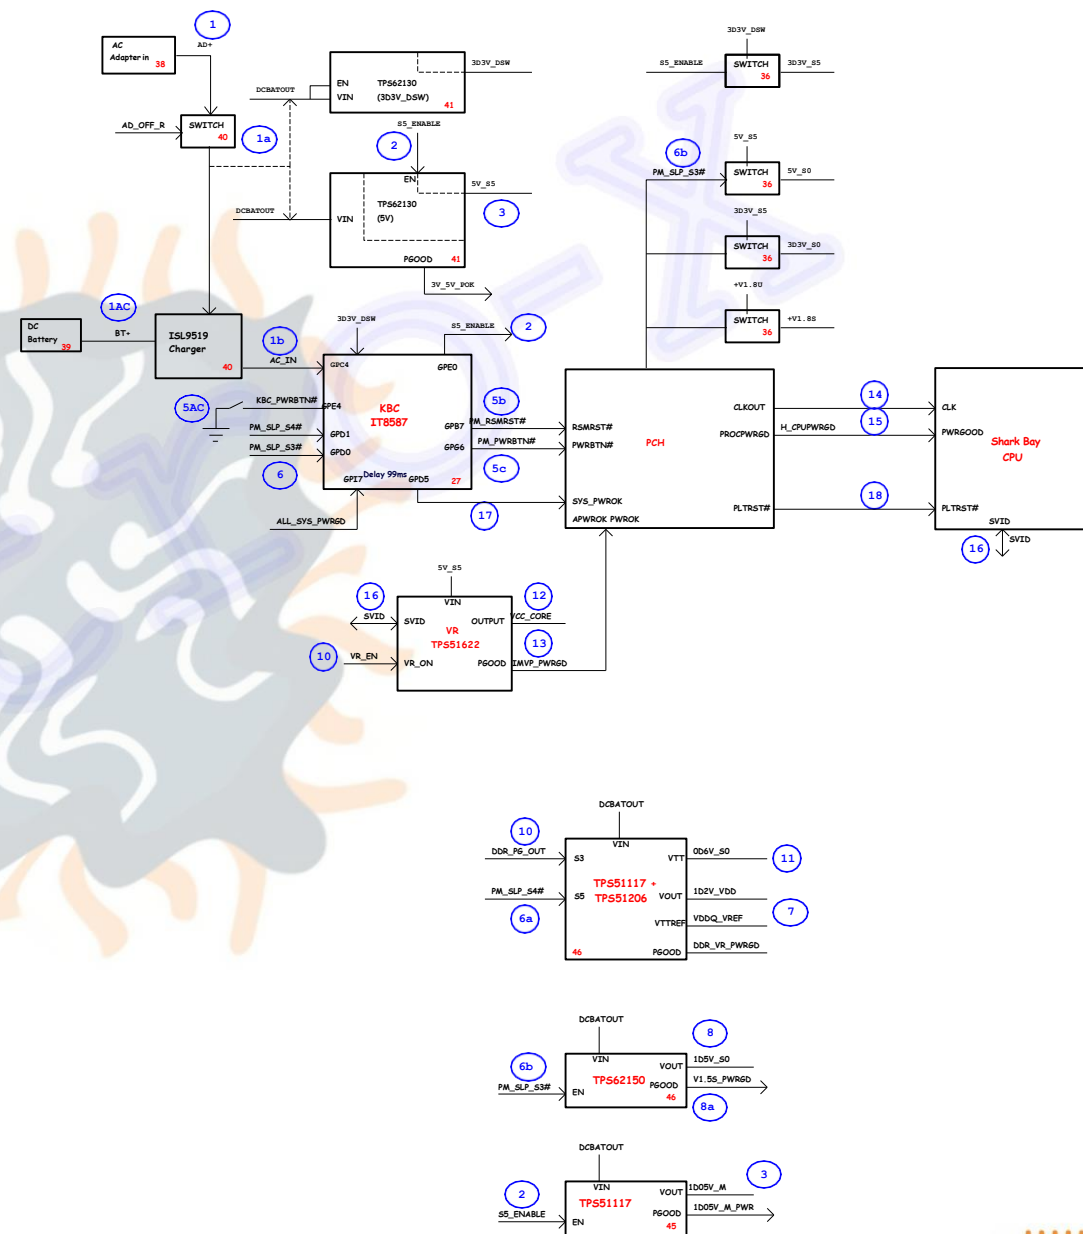 1
AD+
AC
Adapter in
38
AD_OFF_R
SWITCH
40
1a
DCBATOUT
EN
VIN
TPS62130
(3D3V_DSW)
41
3D3V_DSW
S5_ENABLE
2
EN
TPS62130
(5V)
VIN
DCBATOUT
PGOOD
41
5V_S5
3
3V_5V_POK
3D3V_DSW
S5_ENABLE
SWITCH
36
3D3V_S5
5V_S5
6b
PM_SLP_S3#
SWITCH
36
5V_S0
3D3V_S5
SWITCH
36
3D3V_S0
+V1.8U
SWITCH
36
+V1.8S
1AC
DC
Battery
39
BT+
ISL9519
Charger
40
1b
AC_IN
3D3V_DSW
S5_ENABLE
2
GPC4
GPE0
5AC
KBC_PWRBTN#
GPE4
KBC
IT8587
PM_SLP_S4#
GPD1
PM_SLP_S3#
GPD0
6
GPB7
GPG6
Delay 99ms
GPI7
GPD5
27
ALL_SYS_PWRGD
5b
PM_RSMRST#
PM_PWRBTN#
5c
17
RSMRST#
PWRBTN#
PCH
SYS_PWROK
APWROK PWROK
CLKOUT
PROCPWRGD
PLTRST#
14
H_CPUPWRGD
15
18
CLK
PWRGOOD
Shark Bay
CPU
PLTRST#
SVID
16
SVID
5V_S5
VIN
16
SVID
SVID
VR
TPS51622
OUTPUT
12
VCC_CORE
13
10
VR_EN
VR_ON
PGOOD
IMVP_PWRGD
DCBATOUT
VIN
10
DDR_PG_OUT
S3
TPS51117 +
TPS51206
VTT
0D6V_S0
11
PM_SLP_S4#
S5
6a
VOUT
1D2V_VDD
7
VTTREF
VDDQ_VREF
46
PGOOD
DDR_VR_PWRGD
DCBATOUT
VIN
8
6b
PM_SLP_S3#
EN
TPS62150
VOUT
1D5V_S0
PGOOD
V1.5S_PWRGD
46
8a
DCBATOUT
VIN
2
S5_ENABLE
EN
TPS51117
VOUT
1D05V_M
3
PGOOD
1D05V_M_PWR
45